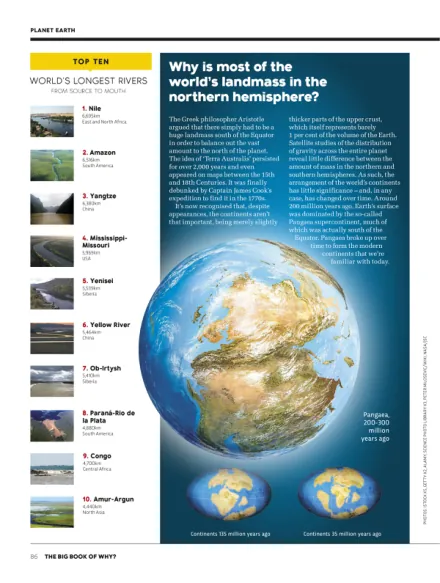 PLANET EARTH
TOP TEN
WORLD'S LONGEST RIVERS
FROM SOURCE TO MOUTH
1. Nile
6,650km
East and North Africa
2. Amazon
South America
3. Yangtze
China
4. Mississippi-
Missouri
USA
5. Yenisei
5,539km
Siberia
6. Yellow River
5,464km
China
7. Ob-Irtysh
5,410km
Siberia
8. Paraná-Rio de
la Plata
4,880km
South America
9. Congo
4,700km
Central Africa
10. Amur-Argun
North Asia
Why is most of the
world's landmass in the
northern hemisphere?
The Greek philosopher Aristotle
argued that there simply had to be a
huge landmass south of the Equator
in order to balance out the vast
amount to the north of the planet.
The idea of 'Terra Australis' persisted
for over 2,000 years and even
appeared on maps between the 15th
and 18th Centuries. It was finally
debunked by Captain James Cook's
expedition to find it in the 1770s.
It's now recognised that, despite
appearances, the continents aren't
that important, being merely slightly
thicker parts of the upper crust,
which itself represents barely
1 per cent of the volume of the Earth.
Satellite studies of the distribution
of gravity across the entire planet
reveal little difference between the
amount of mass in the northern and
southern hemispheres. As such, the
arrangement of the world's continents
has little significance – and, in any
case, has changed over time. Around
200 million years ago, Earth's surface
was dominated by the so-called
Pangaea supercontinent, much of
which was actually south of the
Equator. Pangaea broke up over
time to form the modern
continents that we're
familiar with today.
Pangaea,
200-300
million
years ago
Continents 135 million years ago
Continents 35 million years ago
86 THE BIG BOOK OF WHY?